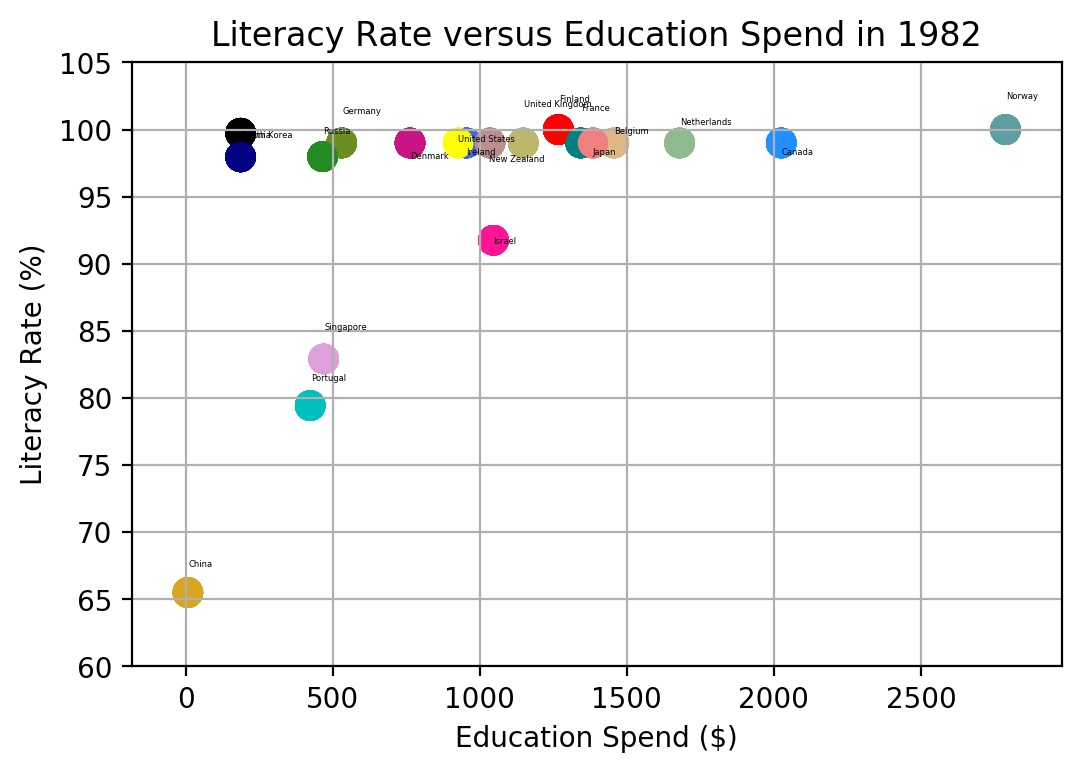 Literacy Rate versus Education Spend in 1982
105
100
95
90
85
80
75
70
65
60
Literacy Rate (%)
Norway
Finland
United Kingdom
France
Germany
Netherlands
Korea
Russia
Belgium
United States
Denmark
Ireland
New Zealand
Japan
Canada
Israel
Singapore
Portugal
China
0 500 1000 1500 2000 2500
Education Spend ($)